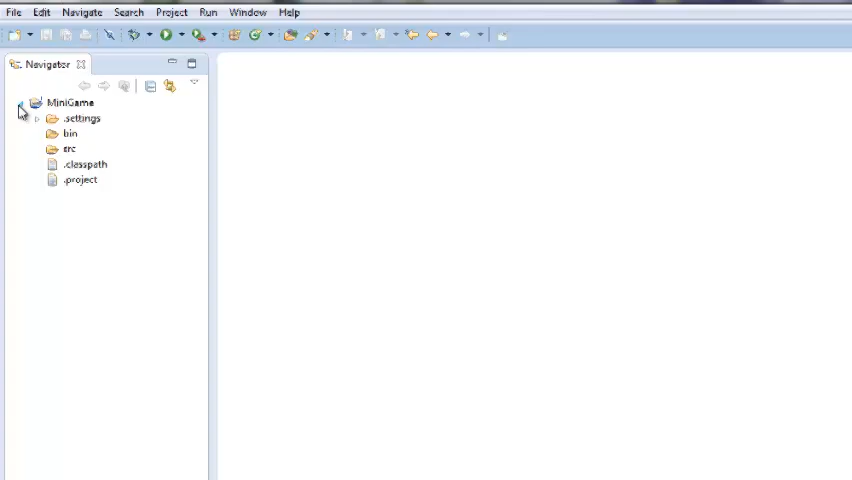 File Edit Navigate Search Project Run Window Help
Navigator
MiniGame
.settings
bin
src
.classpath
.project